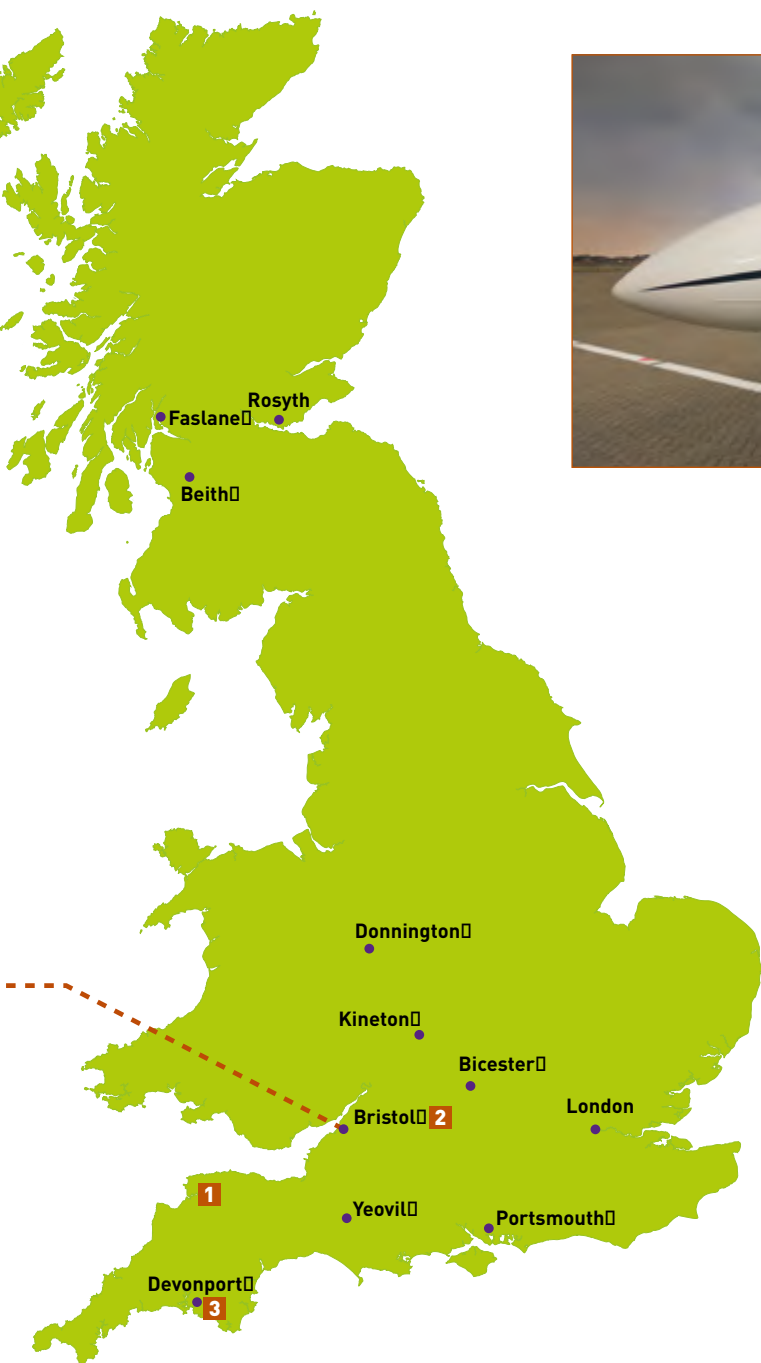 Rosyth
Faslane
Beith
Donnington
Kineton
Bicester
Bristol 2
London
1
Yeovil
Portsmouth
Devonport
3